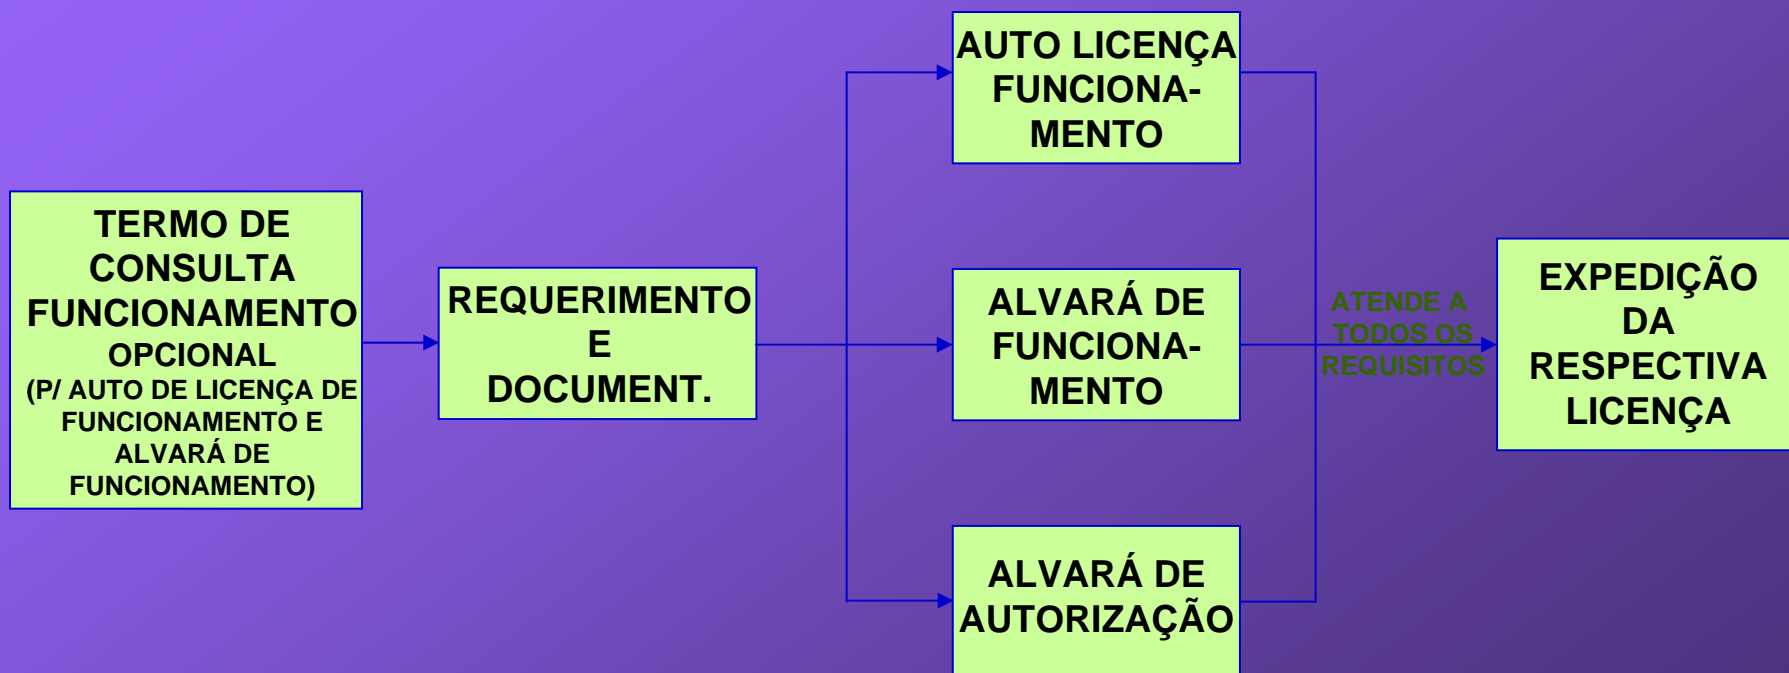 TERMO DE
CONSULTA
FUNCIONAMENTO
OPCIONAL
(P/ AUTO DE LICENÇA DE
FUNCIONAMENTO E
ALVARÁ DE
FUNCIONAMENTO)
REQUERIMENTO
E
DOCUMENT.
AUTO LICENÇA
FUNCIONA-
MENTO
ALVARÁ DE
FUNCIONA-
MENTO
ALVARÁ DE
AUTORIZAÇÃO
ATENDE A
TODOS OS
REQUISITOS
EXPEDIÇÃO
DA
RESPECTIVA
LICENÇA